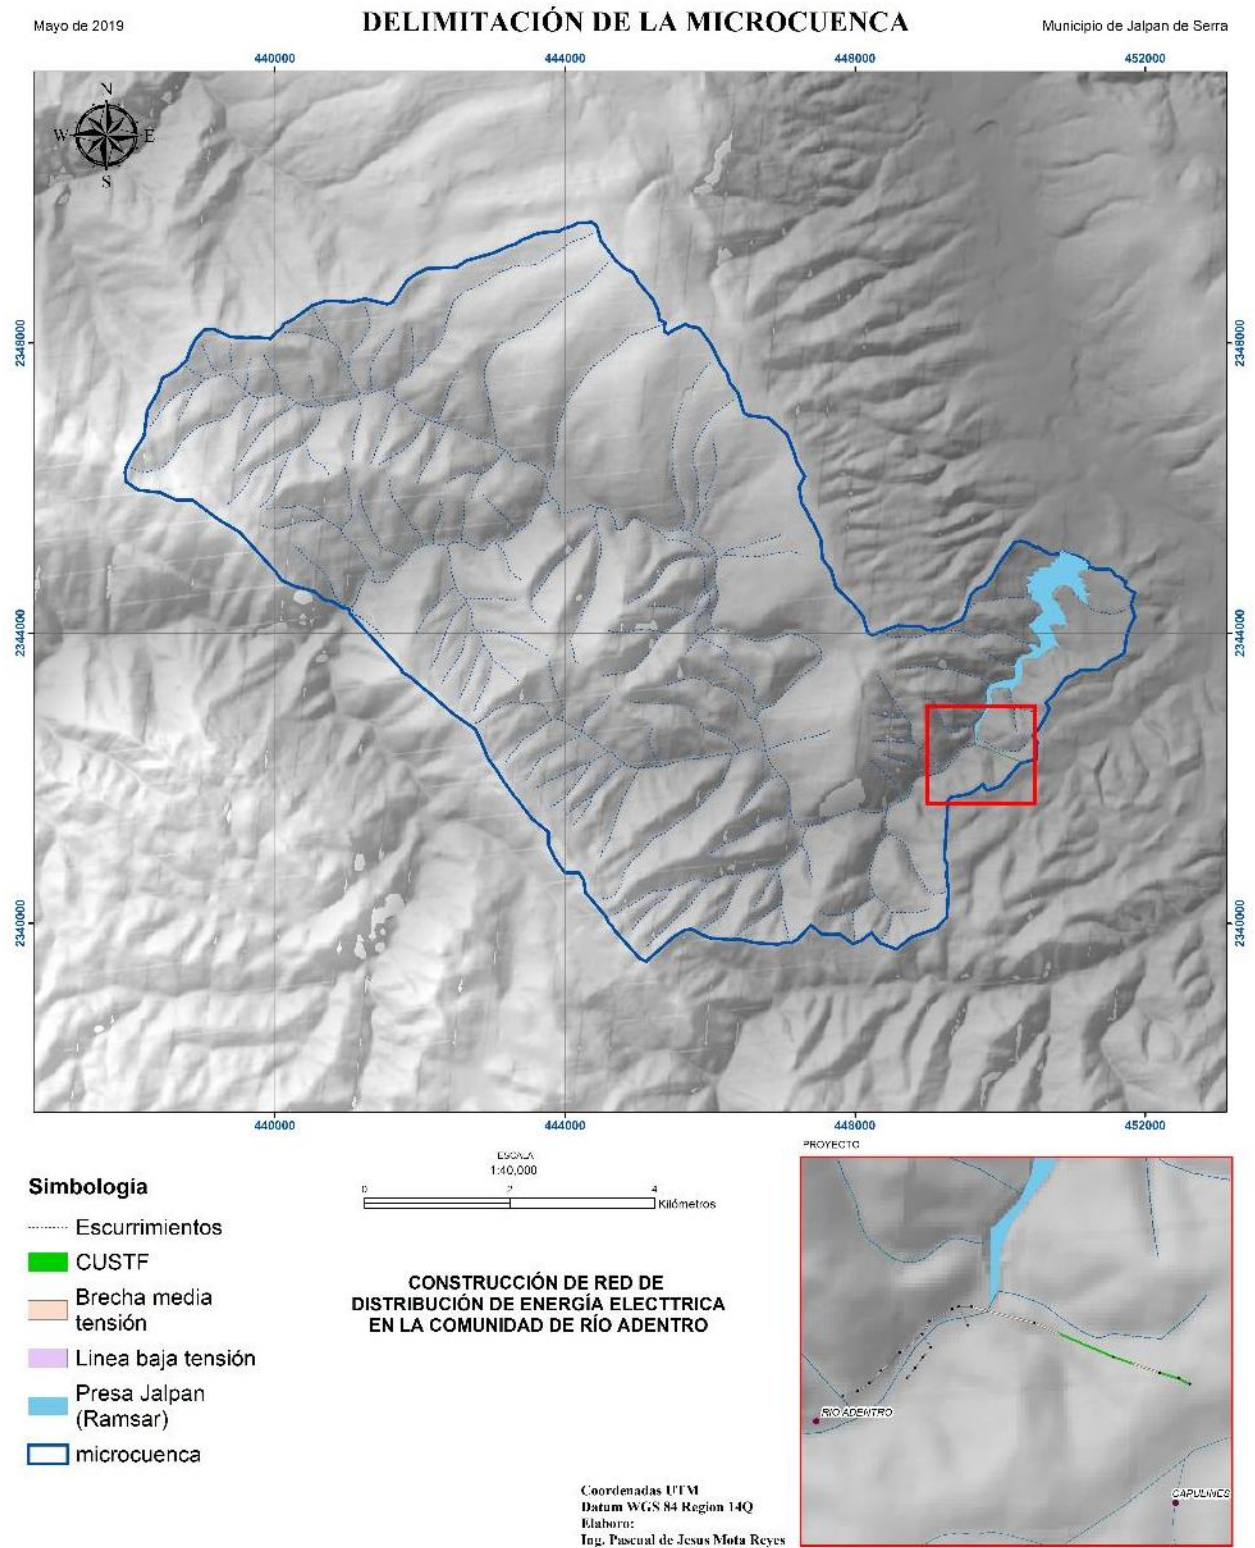 Mayo de 2019
DELIMITACIÓN DE LA MICROCUENCA
Municipio de Jalpan de Serra
440000
444000
448000
452000
N
W
E
S
2348000
2348000
2344000
2344000
2340000
2340000
440000
444000
448000
452000
Simbología
Escurrimientos
CUSTF
Brecha media
tensión
Linea baja tensión
Presa Jalpan
(Ramsar)
microcuenca
ESCALA
1:40,000
0
2
4
Kilómetros
CONSTRUCCIÓN DE RED DE
DISTRIBUCIÓN DE ENERGÍA ELECTTRICA
EN LA COMUNIDAD DE RÍO ADENTRO
Coordenadas UTM
Datum WGS 84 Region 14Q
Elaboro:
Ing. Pascual de Jesus Mota Reyes
PROYECTO
RIO ADENTRO
CAPULINES